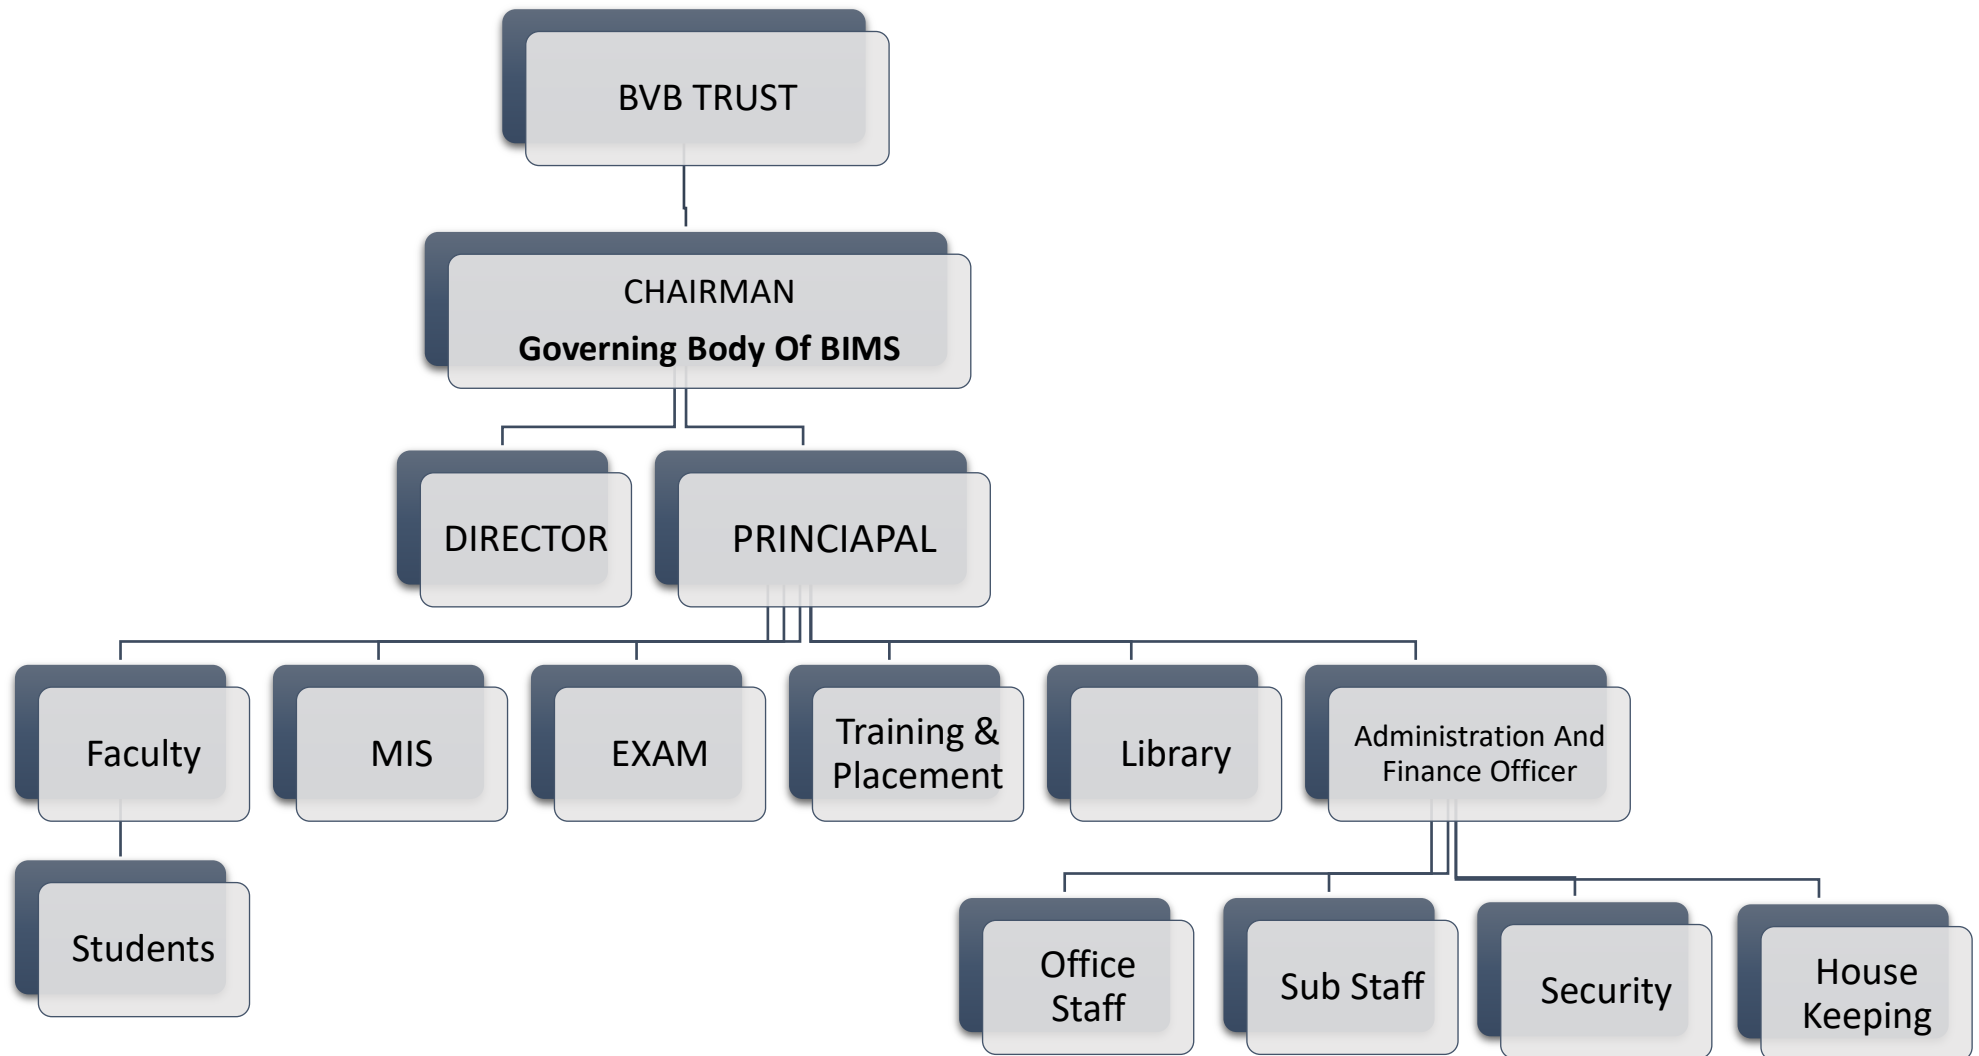 BVB TRUST
CHAIRMAN
Governing Body Of BIMS
DIRECTOR
PRINCIAPAL
Faculty
MIS
EXAM
Training &
Placement
Library
Administration And
Finance Officer
Students
Office
Staff
Sub Staff
Security
House
Keeping